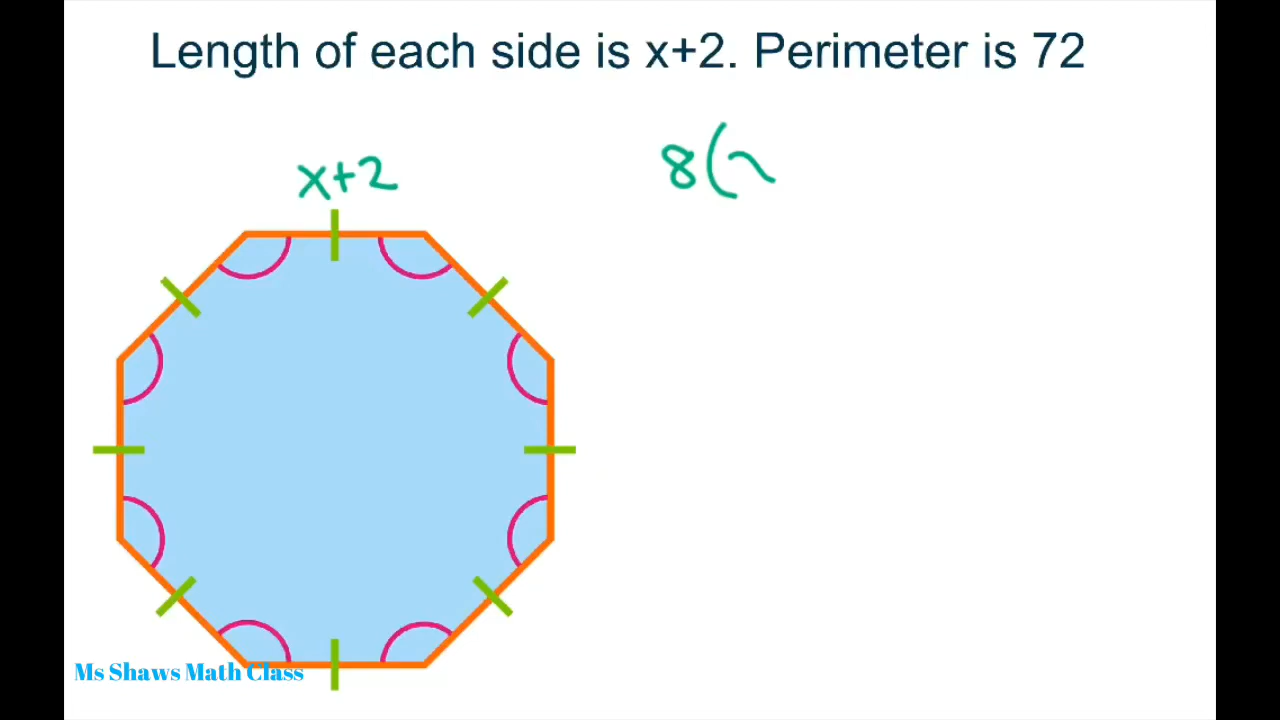 Length of each side is x+2. Perimeter is 72
x+2
8(
Ms Shaws Math Class